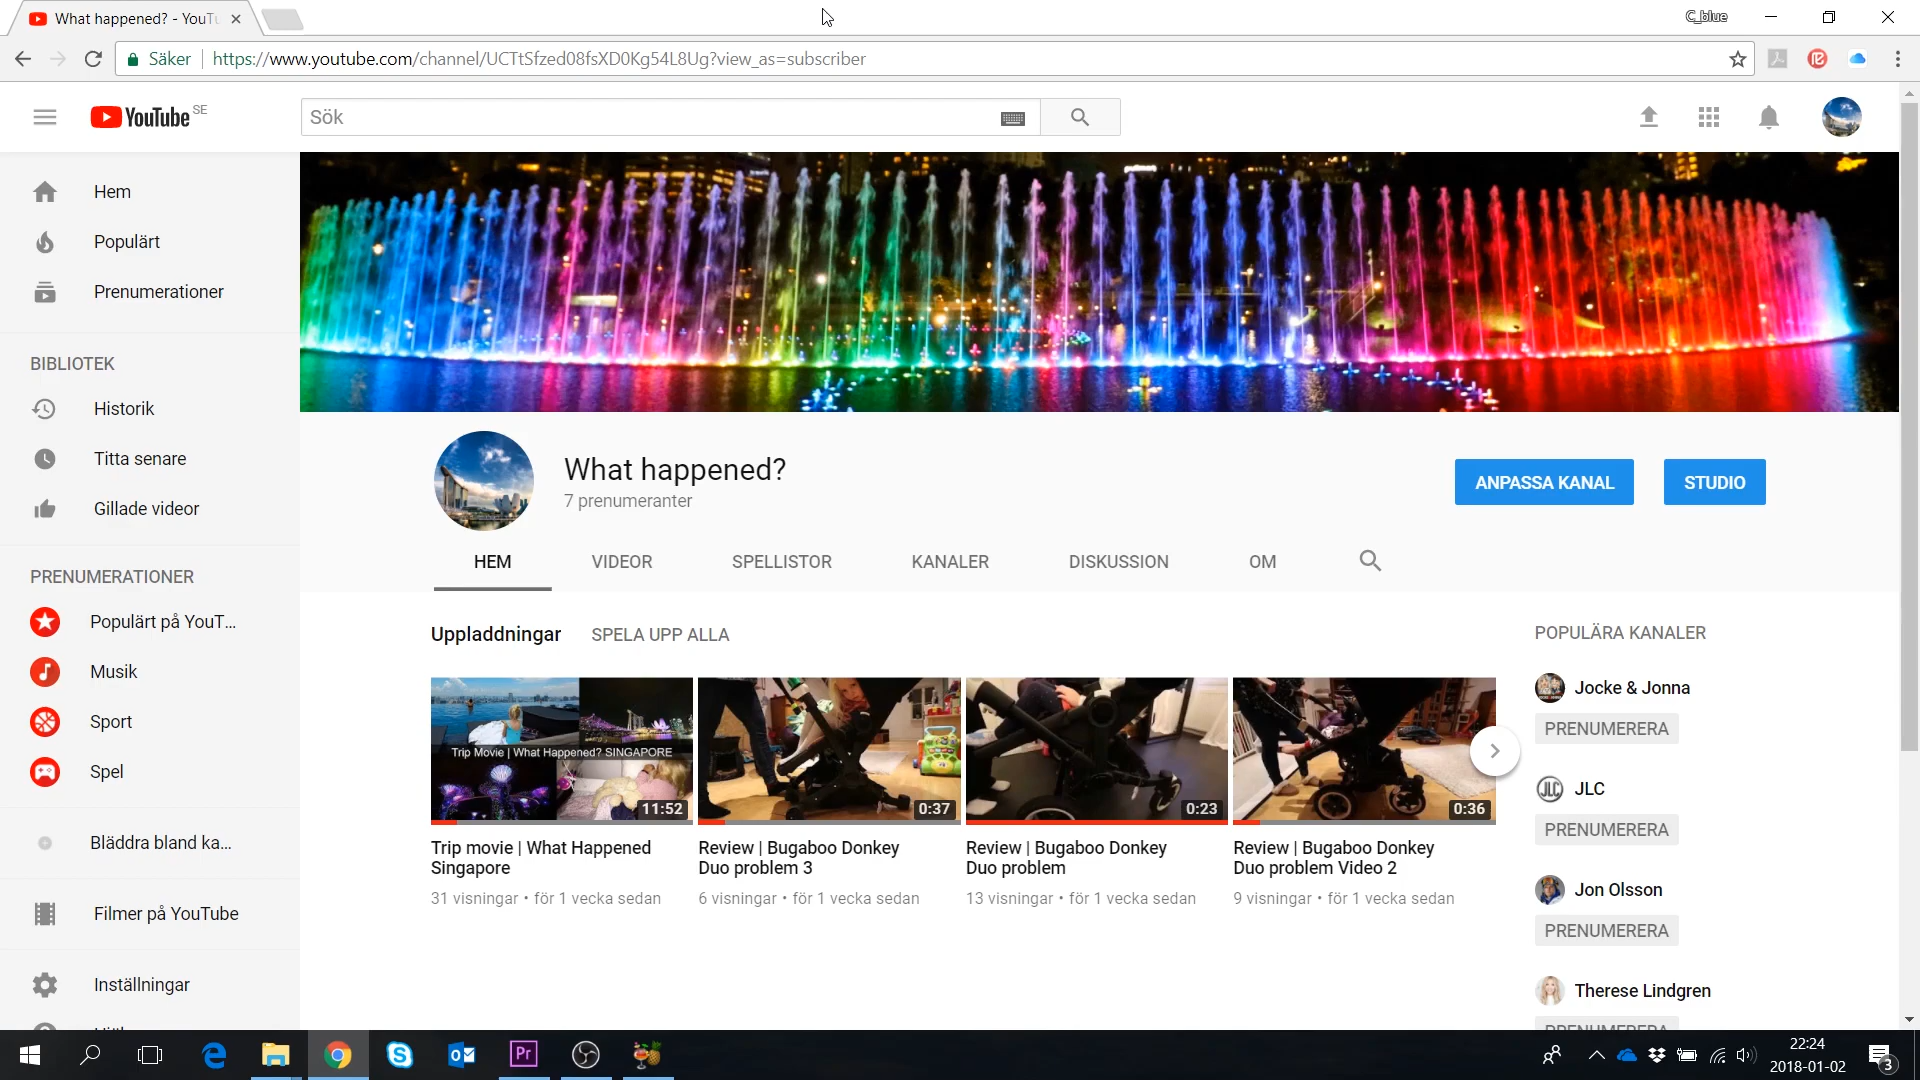 What happened? - YouTu
C_blue
Säker
https://www.youtube.com/channel/UCTtSfzed08fsXD0Kg54L8Ug?view_as=subscriber
YouTube SE
Sök
Hem
Populärt
Prenumerationer
BIBLIOTEK
Historik
Titta senare
Gillade videor
PRENUMERATIONER
Populärt på YouT...
Musik
Sport
Spel
Bläddra bland ka...
Filmer på YouTube
Inställningar
What happened?
7 prenumeranter
ANPASSA KANAL
STUDIO
HEM VIDEOR SPELLISTOR KANALER DISKUSSION OM
Uppladdningar SPELA UPP ALLA
Trip Movie | What Happened? SINGAPORE
11:52
0:37
0:23
0:36
Trip movie | What Happened
Singapore
31 visningar • för 1 vecka sedan
Review | Bugaboo Donkey
Duo problem 3
6 visningar • för 1 vecka sedan
Review | Bugaboo Donkey
Duo problem
13 visningar • för 1 vecka sedan
Review | Bugaboo Donkey
Duo problem Video 2
9 visningar • för 1 vecka sedan
POPULÄRA KANALER
Jocke & Jonna
PRENUMERERA
JLC
JLC
PRENUMERERA
Jon Olsson
PRENUMERERA
Therese Lindgren
PRENUMERERA
Pr
22:24
2018-01-02
3